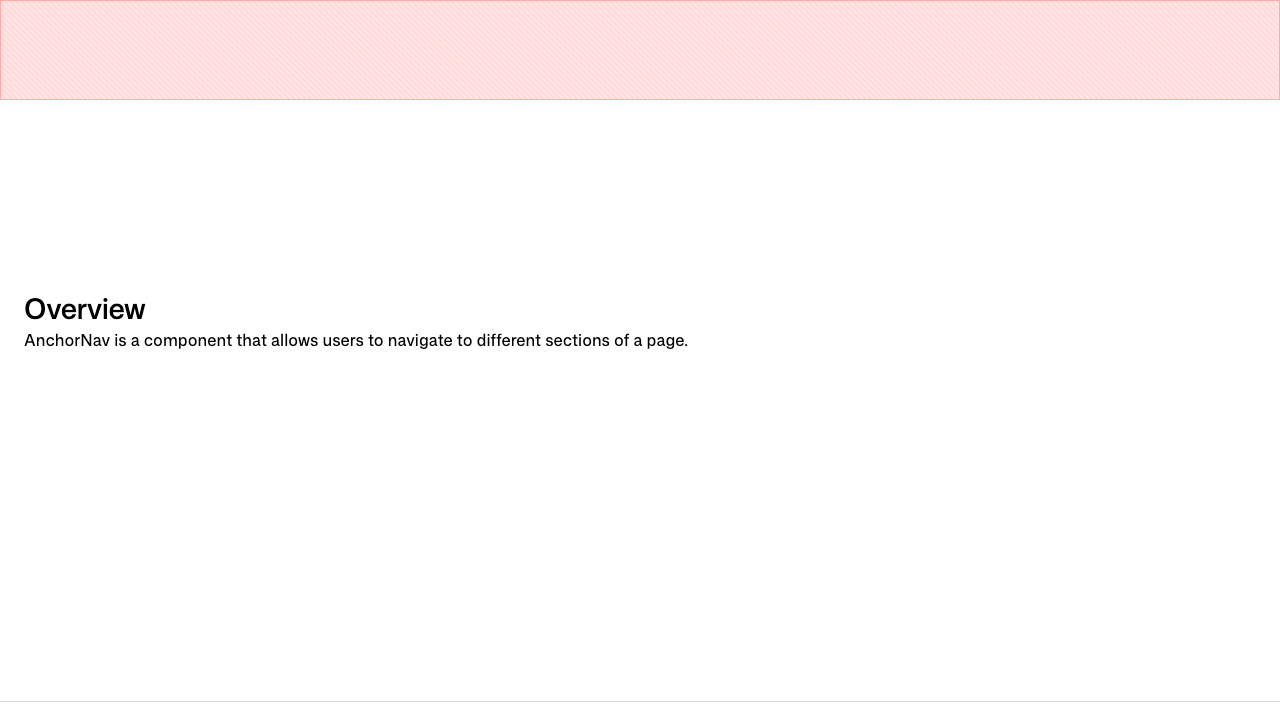 Overview
AnchorNav is a component that allows users to navigate to different sections of a page.